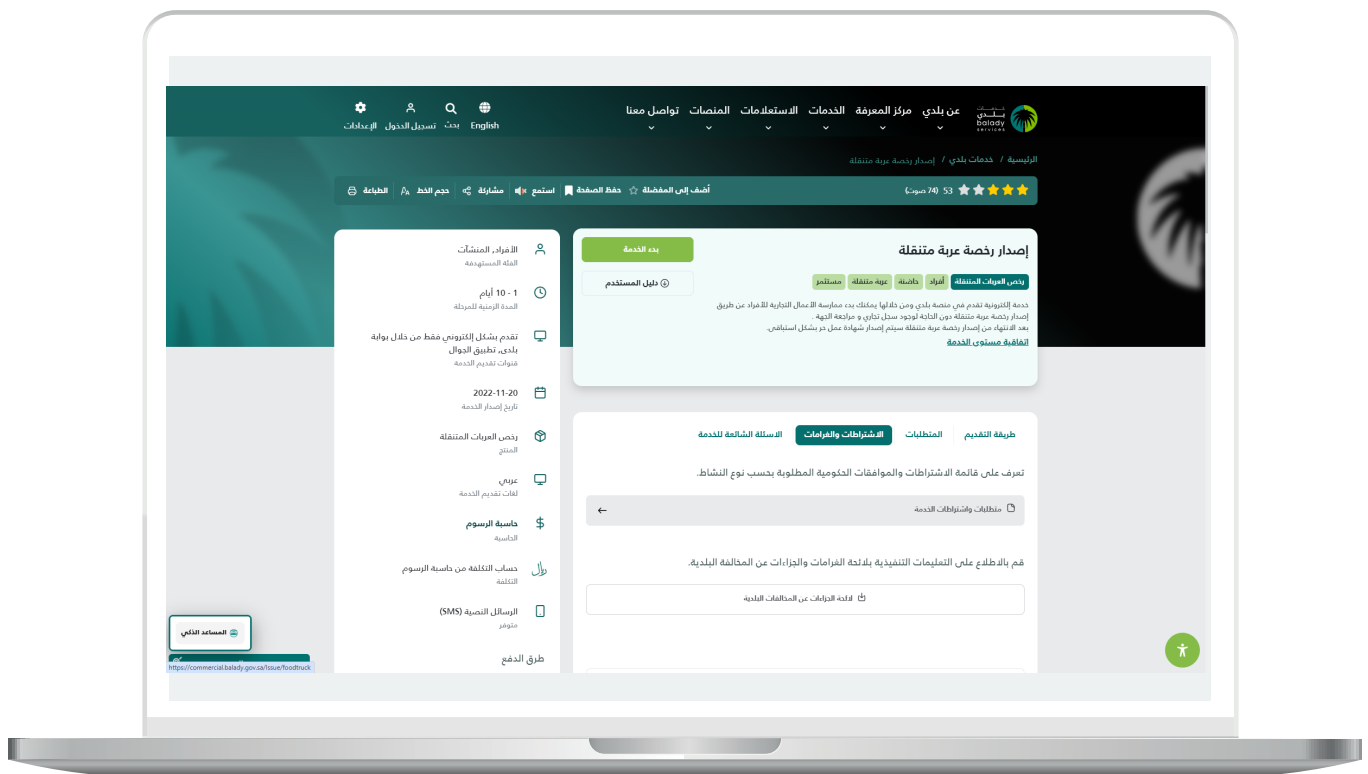 خدمات
بلدي
balady
services
عن بلدي
مركز المعرفة
الخدمات
الاستعلامات
المنصات
تواصل معنا
English
بحث
تسجيل الدخول
الإعدادات
الرئيسية / خدمات بلدي / إصدار رخصة عربة متنقلة
53 (74 صوت)
أضف إلى المفضلة
حفظ الصفحة
استمع
مشاركة
حجم الخط
الطباعة
إصدار رخصة عربة متنقلة
بدء الخدمة
دليل المستخدم
رخص العربات المتنقلة
أفراد
حاضنة
عربة متنقلة
مستثمر
خدمة إلكترونية تقدم في منصة بلدي ومن خلالها يمكنك بدء ممارسة الأعمال التجارية للأفراد عن طريق
إصدار رخصة عربة متنقلة دون الحاجة لوجود سجل تجاري و مراجعة الجهة .
بعد الانتهاء من إصدار رخصة عربة متنقلة سيتم إصدار شهادة عمل حر بشكل استباقي.
اتفاقية مستوى الخدمة
طريقة التقديم
المتطلبات
الاشتراطات والغرامات
الاسئلة الشائعة للخدمة
تعرف على قائمة الاشتراطات والموافقات الحكومية المطلوبة بحسب نوع النشاط.
متطلبات واشتراطات الخدمة
قم بالاطلاع على التعليمات التنفيذية بلائحة الغرامات والجزاءات عن المخالفة البلدية.
لائحة الجزاءات عن المخالفات البلدية
الأفراد, المنشآت
الفئة المستهدفة
1 - 10 أيام
المدة الزمنية للمرحلة
تقدم بشكل إلكتروني فقط من خلال بوابة
بلدي, تطبيق الجوال
قنوات تقديم الخدمة
2022-11-20
تاريخ إصدار الخدمة
رخص العربات المتنقلة
المنتج
عربي
لغات تقديم الخدمة
حاسبة الرسوم
الحاسبة
حساب التكلفة من حاسبة الرسوم
التكلفة
الرسائل النصية (SMS)
متوفر
طرق الدفع
المساعد الذكي
https://commercial.balady.gov.sa/Issue/foodtruck